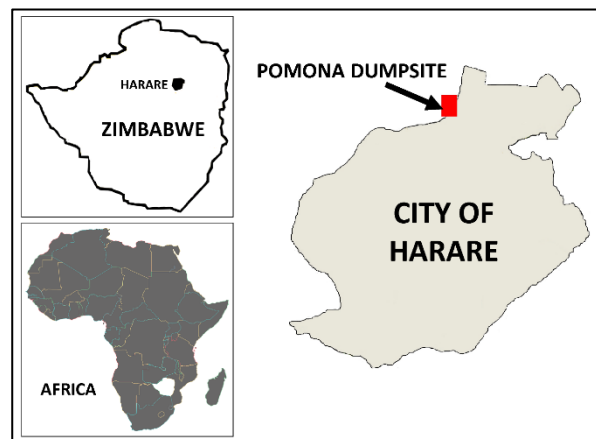 HARARE
ZIMBABWE
AFRICA
POMONA DUMPSITE
CITY OF
HARARE